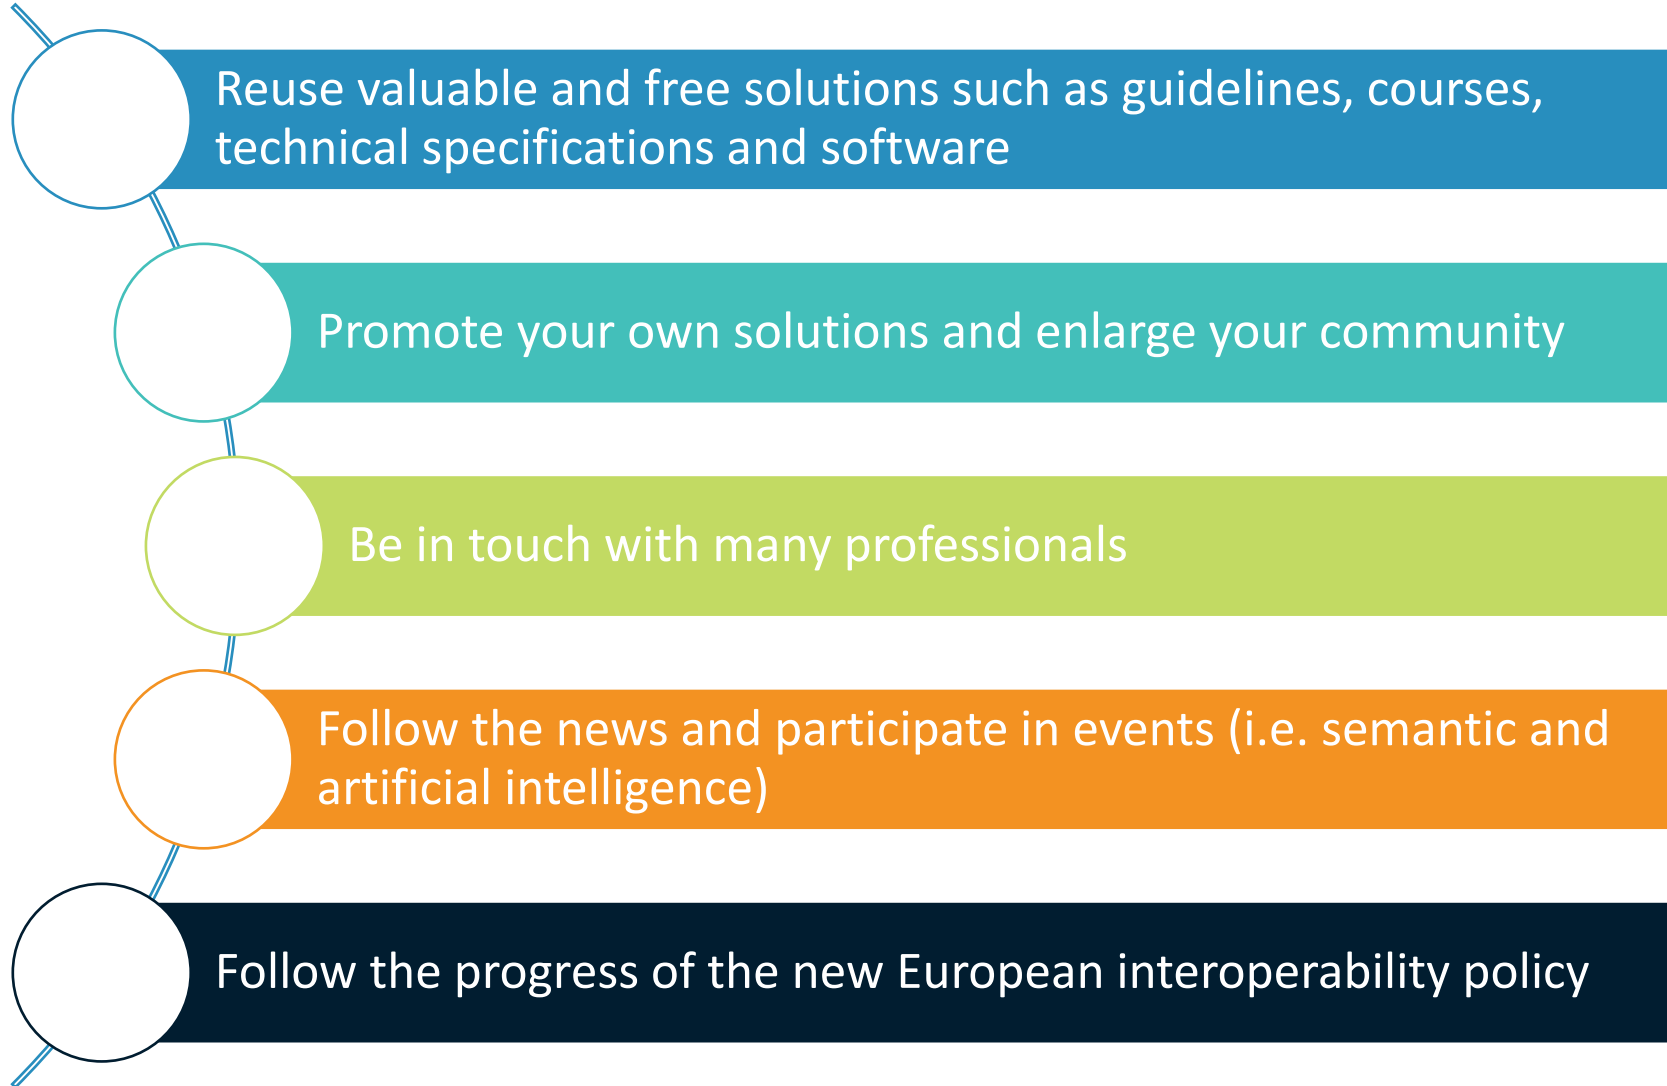 Reuse valuable and free solutions such as guidelines, courses,
technical specifications and software
Promote your own solutions and enlarge your community
Be in touch with many professionals
Follow the news and participate in events (i.e. semantic and
artificial intelligence)
Follow the progress of the new European interoperability policy